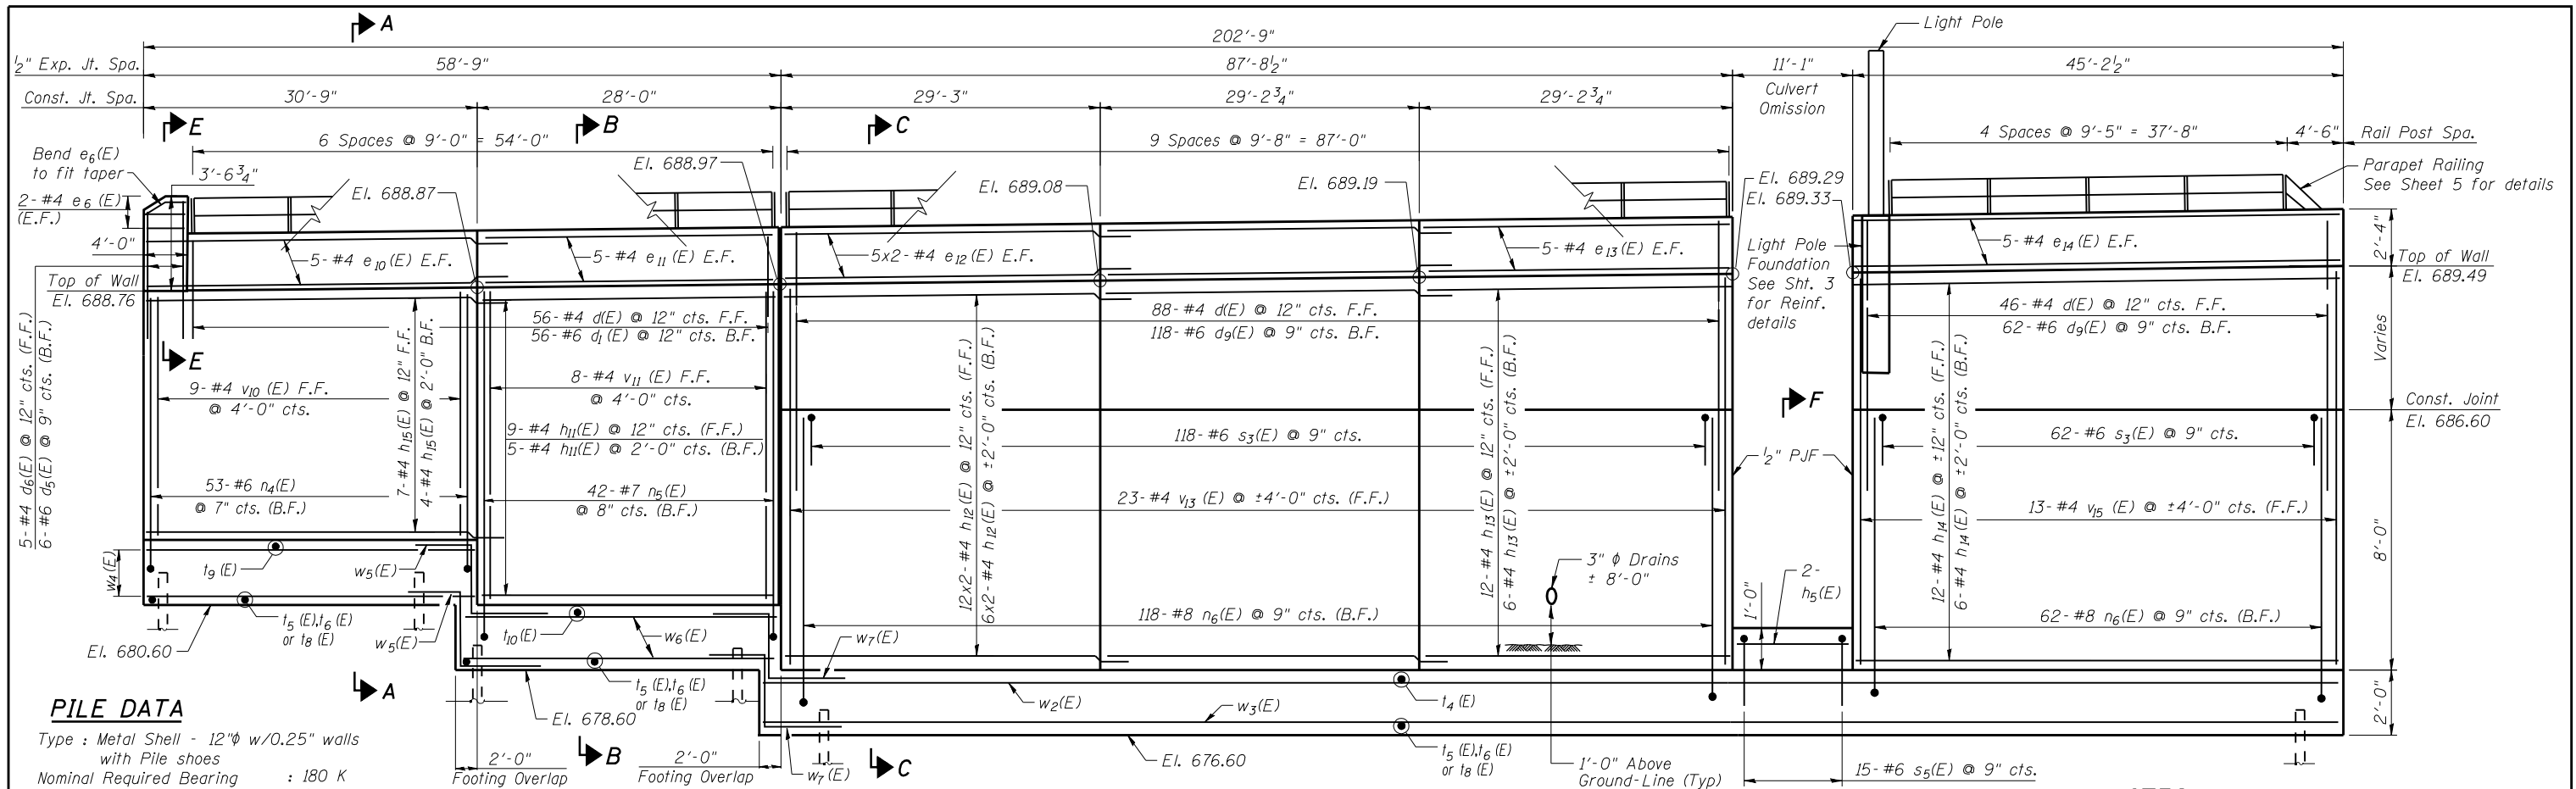 A
Light Pole
202'-9"
½" Exp. Jt. Spa.
58'-9"
87'-8½"
11'-1"
45'-2½"
Const. Jt. Spa.
30'-9"
28'-0"
29'-3"
29'-2¾"
29'-2¾"
Culvert
Omission
E
B
C
6 Spaces @ 9'-0" = 54'-0"
9 Spaces @ 9'-8" = 87'-0"
4 Spaces @ 9'-5" = 37'-8"
4'-6"
Rail Post Spa.
Bend e6(E)
to fit taper
3'-6¾"
El. 688.87
El. 688.97
El. 689.08
El. 689.19
El. 689.29
El. 689.33
Parapet Railing
See Sheet 5 for details
2- #4 e6 (E)
(E.F.)
4'-0"
5- #4 e10(E) E.F.
5- #4 e11 (E) E.F.
5x2- #4 e12(E) E.F.
5- #4 e13(E) E.F.
5- #4 e14(E) E.F.
Light Pole
Foundation
See Sht. 3
for Reinf.
details
2'-4"
Top of Wall
El. 688.76
Top of Wall
El. 689.49
56- #4 d(E) @ 12" cts. F.F.
56- #6 d1(E) @ 12" cts. B.F.
88- #4 d(E) @ 12" cts. F.F.
118- #6 d9(E) @ 9" cts. B.F.
46- #4 d(E) @ 12" cts. F.F.
62- #6 d9(E) @ 9" cts. B.F.
Varies
5- #4 d6(E) @ 12" cts. (F.F.)
6- #6 d5(E) @ 9" cts. (B.F.)
E
9- #4 v10 (E) F.F.
@ 4'-0" cts.
7- #4 h15(E) @ 12" F.F.
4- #4 h15(E) @ 2'-0" B.F.
8- #4 v11 (E) F.F.
@ 4'-0" cts.
9- #4 h11(E) @ 12" cts. (F.F.)
5- #4 h11(E) @ 2'-0" cts. (B.F.)
12x2- #4 h12(E) @ 12" cts. (F.F.)
6x2- #4 h12(E) @ ±2'-0" cts. (B.F.)
12- #4 h13(E) @ 12" cts. (F.F.)
6- #4 h13(E) @ ±2'-0" cts. (B.F.)
F
12- #4 h14(E) @ ±12" cts. (F.F.)
6- #4 h14(E) @ ±2'-0" cts. (B.F.)
Const. Joint
El. 686.60
118- #6 s3(E) @ 9" cts.
62- #6 s3(E) @ 9" cts.
½" PJF
53- #6 n4(E)
@ 7" cts. (B.F.)
42- #7 n5(E)
@ 8" cts. (B.F.)
23- #4 v13 (E) @ ±4'-0" cts. (F.F.)
13- #4 v15 (E) @ ±4'-0" cts. (F.F.)
8'-0"
w4(E)
t9 (E)
w5(E)
3" ϕ Drains
± 8'-0"
2-
h5(E)
1'-0"
118- #8 n6(E) @ 9" cts. (B.F.)
62- #8 n6(E) @ 9" cts. (B.F.)
t5 (E),t6 (E)
or t8 (E)
w5(E)
t10(E)
w6(E)
w7(E)
El. 680.60
A
t5 (E),t6 (E)
or t8 (E)
w2(E)
w3(E)
t4 (E)
2'-0"
PILE DATA
El. 678.60
Type : Metal Shell - 12"ϕ w/0.25" walls
with Pile shoes
Nominal Required Bearing : 180 K
2'-0"
Footing Overlap
B
2'-0"
Footing Overlap
w7(E)
C
El. 676.60
t5 (E),t6 (E)
or t8 (E)
1'-0" Above
Ground-Line (Typ)
15- #6 s5(E) @ 9" cts.